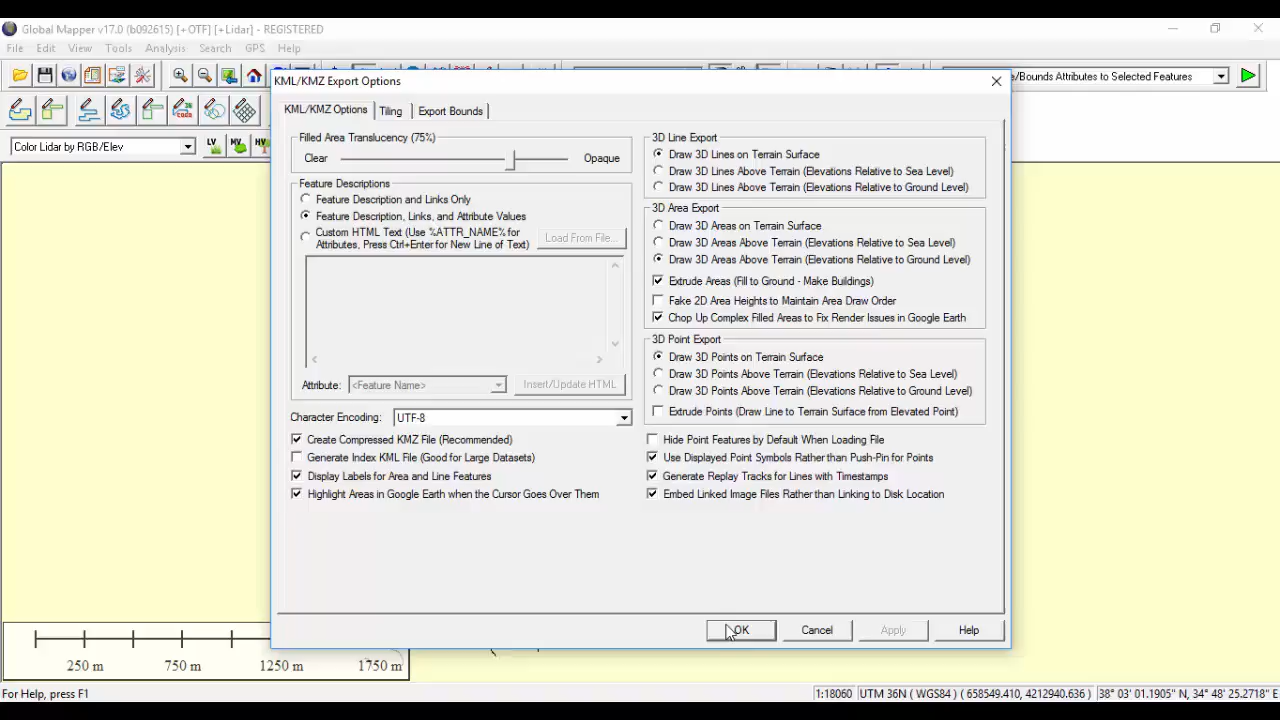 Global Mapper v17.0 (b092615) [+OTF] [+Lidar] - REGISTERED
File Edit View Tools Analysis Search GPS Help
KML/KMZ Export Options
/Bounds Attributes to Selected Features
KML/KMZ Options Tiling Export Bounds
Color Lidar by RGB/Elev
Filled Area Translucency (75%)
Clear Opaque
Feature Descriptions
Feature Description and Links Only
Feature Description, Links, and Attribute Values
Custom HTML Text (Use %ATTR_NAME% for
Attributes, Press Ctrl+Enter for New Line of Text)
Load From File...
Attribute: <Feature Name> Insert/Update HTML
Character Encoding: UTF-8
Create Compressed KMZ File (Recommended)
Generate Index KML File (Good for Large Datasets)
Display Labels for Area and Line Features
Highlight Areas in Google Earth when the Cursor Goes Over Them
3D Line Export
Draw 3D Lines on Terrain Surface
Draw 3D Lines Above Terrain (Elevations Relative to Sea Level)
Draw 3D Lines Above Terrain (Elevations Relative to Ground Level)
3D Area Export
Draw 3D Areas on Terrain Surface
Draw 3D Areas Above Terrain (Elevations Relative to Sea Level)
Draw 3D Areas Above Terrain (Elevations Relative to Ground Level)
Extrude Areas (Fill to Ground - Make Buildings)
Fake 2D Area Heights to Maintain Area Draw Order
Chop Up Complex Filled Areas to Fix Render Issues in Google Earth
3D Point Export
Draw 3D Points on Terrain Surface
Draw 3D Points Above Terrain (Elevations Relative to Sea Level)
Draw 3D Points Above Terrain (Elevations Relative to Ground Level)
Extrude Points (Draw Line to Terrain Surface from Elevated Point)
Hide Point Features by Default When Loading File
Use Displayed Point Symbols Rather than Push-Pin for Points
Generate Replay Tracks for Lines with Timestamps
Embed Linked Image Files Rather than Linking to Disk Location
OK Cancel Apply Help
250 m 750 m 1250 m 1750 m
For Help, press F1
1:18060 UTM 36N ( WGS84 ) ( 658549.410, 4212940.636 ) 38° 03' 01.1905" N, 34° 48' 25.2718" E